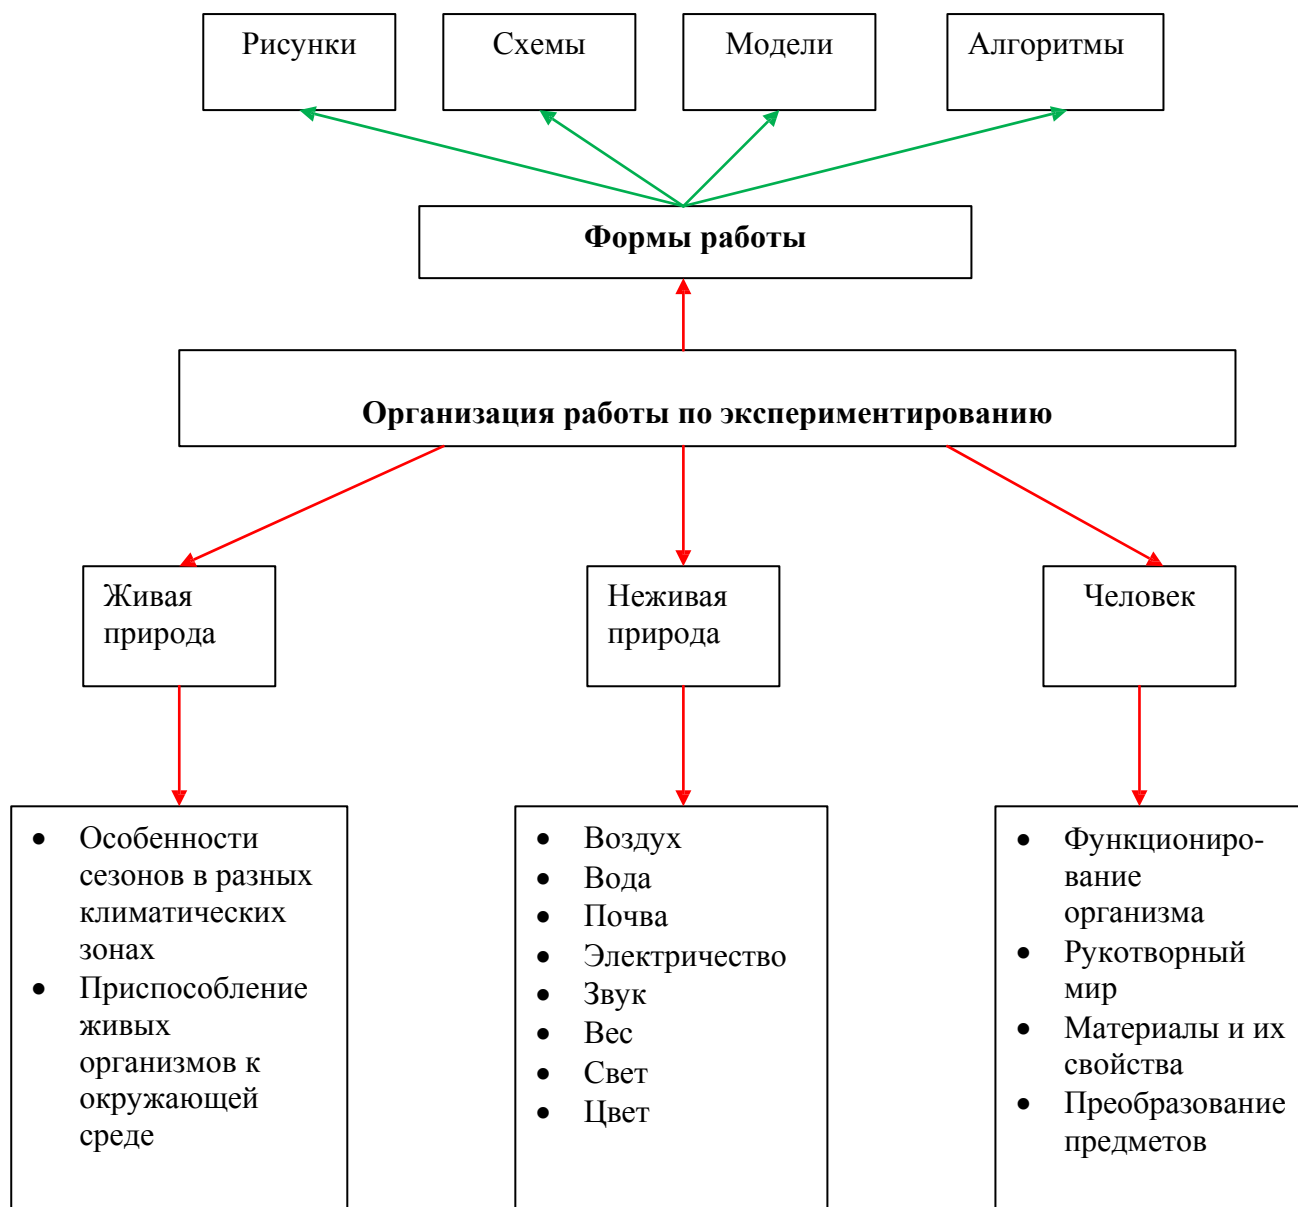 Рисунки
Схемы
Модели
Алгоритмы
Формы работы
Организация работы по экспериментированию
Живая
природа
Неживая
природа
Человек
• Особенности
сезонов в разных
климатических
зонах
• Приспособление
живых
организмов к
окружающей
среде
• Воздух
• Вода
• Почва
• Электричество
• Звук
• Вес
• Свет
• Цвет
• Функциониро-
вание
организма
• Рукотворный
мир
• Материалы и их
свойства
• Преобразование
предметов